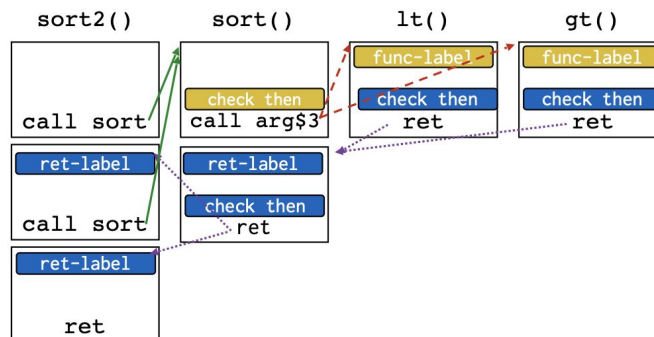 sort2()
sort()
lt()
gt()
call sort
ret-label
call sort
ret-label
ret
check then
call arg$3
ret-label
check then
ret
func-label
check then
ret
func-label
check then
ret